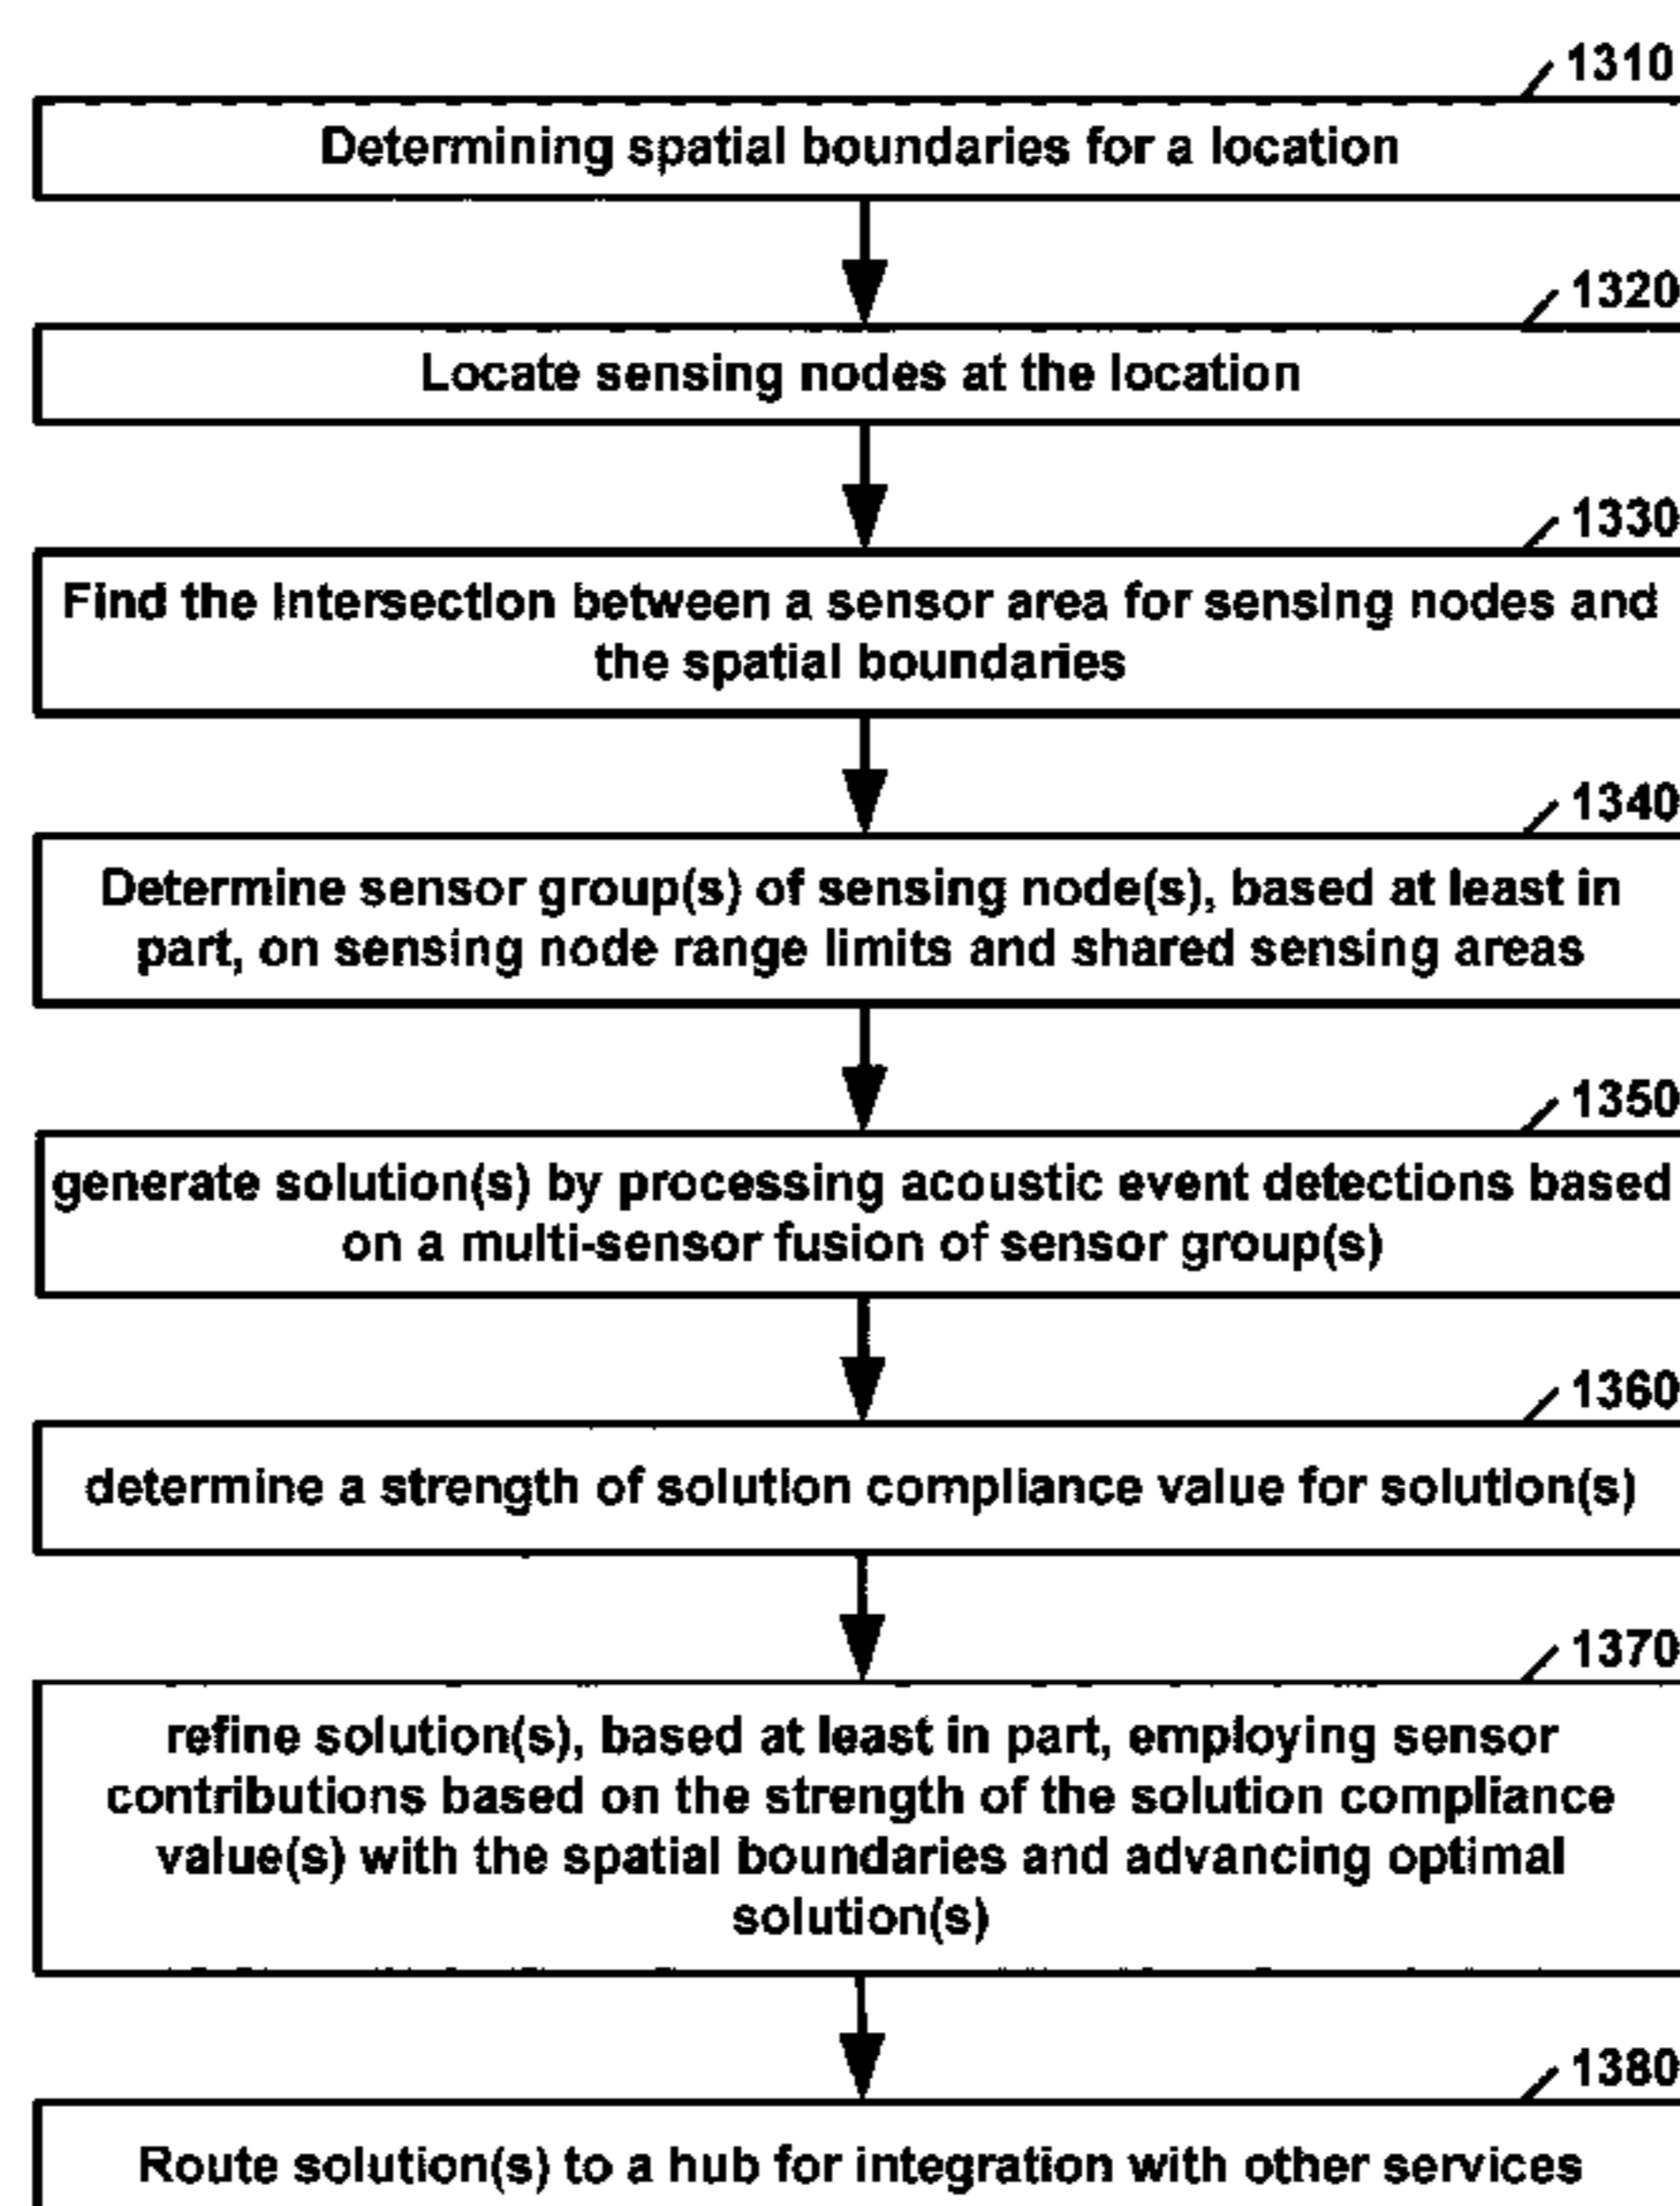 1310
Determining spatial boundaries for a location
1320
Locate sensing nodes at the location
1330
Find the Intersection between a sensor area for sensing nodes and
the spatial boundaries
1340
Determine sensor group(s) of sensing node(s), based at least in
part, on sensing node range limits and shared sensing areas
1350
generate solution(s) by processing acoustic event detections based
on a multi-sensor fusion of sensor group(s)
1360
determine a strength of solution compliance value for solution(s)
1370
refine solution(s), based at least in part, employing sensor
contributions based on the strength of the solution compliance
value(s) with the spatial boundaries and advancing optimal
solution(s)
1380
Route solution(s) to a hub for integration with other services